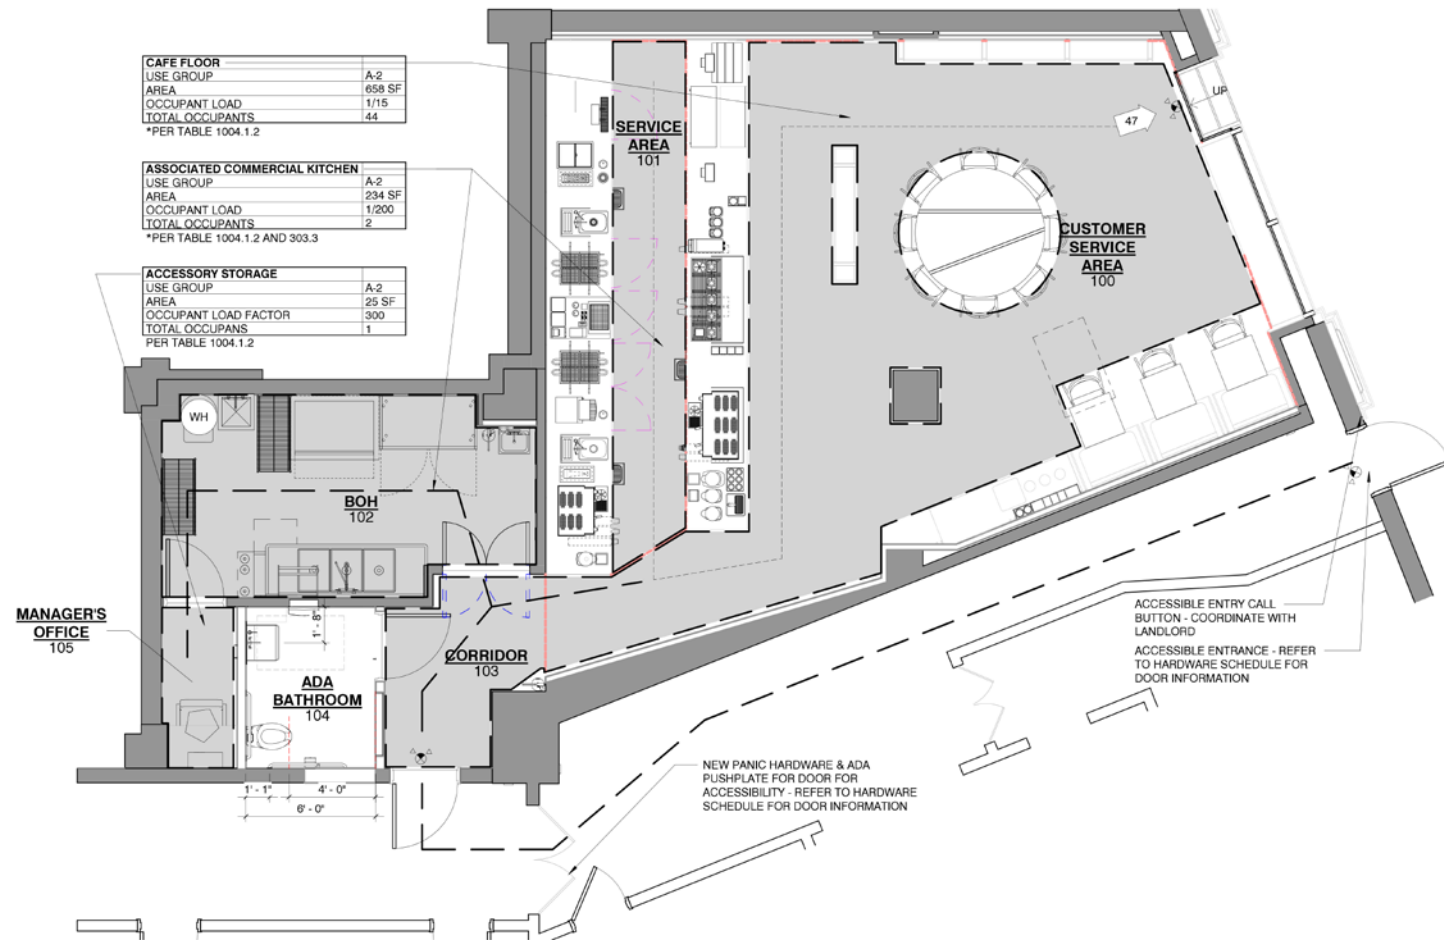 CAFE FLOOR
USE GROUP A-2
AREA 658 SF
OCCUPANT LOAD 1/15
TOTAL OCCUPANTS 44
*PER TABLE 1004.1.2
ASSOCIATED COMMERCIAL KITCHEN
USE GROUP A-2
AREA 234 SF
OCCUPANT LOAD 1/200
TOTAL OCCUPANTS 2
*PER TABLE 1004.1.2 AND 303.3
ACCESSORY STORAGE
USE GROUP A-2
AREA 25 SF
OCCUPANT LOAD FACTOR 300
TOTAL OCCUPANS 1
PER TABLE 1004.1.2
SERVICE
AREA
101
47
UP
CUSTOMER
SERVICE
AREA
100
WH
BOH
102
MANAGER'S
OFFICE
105
1' - 8"
ADA
BATHROOM
104
CORRIDOR
103
1' - 1"
4' - 0"
6' - 0"
ACCESSIBLE ENTRY CALL
BUTTON - COORDINATE WITH
LANDLORD
ACCESSIBLE ENTRANCE - REFER
TO HARDWARE SCHEDULE FOR
DOOR INFORMATION
NEW PANIC HARDWARE & ADA
PUSHPLATE FOR DOOR FOR
ACCESSIBILITY - REFER TO HARDWARE
SCHEDULE FOR DOOR INFORMATION